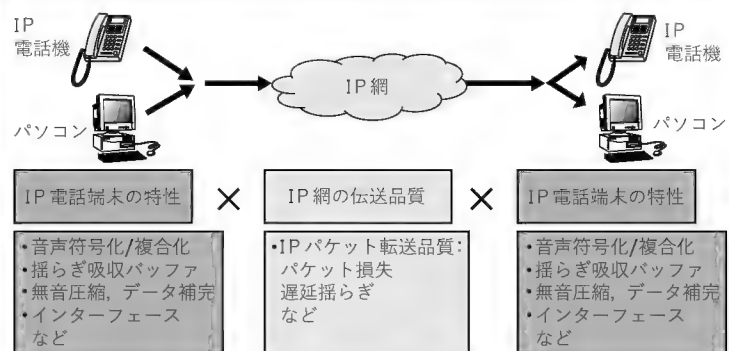 IP
電話機
パソコン
IP網
IP
電話機
パソコン
IP電話端末の特性
×
IP網の伝送品質
×
IP電話端末の特性
•音声符号化/複合化
•揺らぎ吸収バッファ
•無音圧縮，データ補完
•インターフェース
など
•IPパケット転送品質：
パケット損失
遅延揺らぎ
など
•音声符号化/複合化
•揺らぎ吸収バッファ
•無音圧縮，データ補完
•インターフェース
など